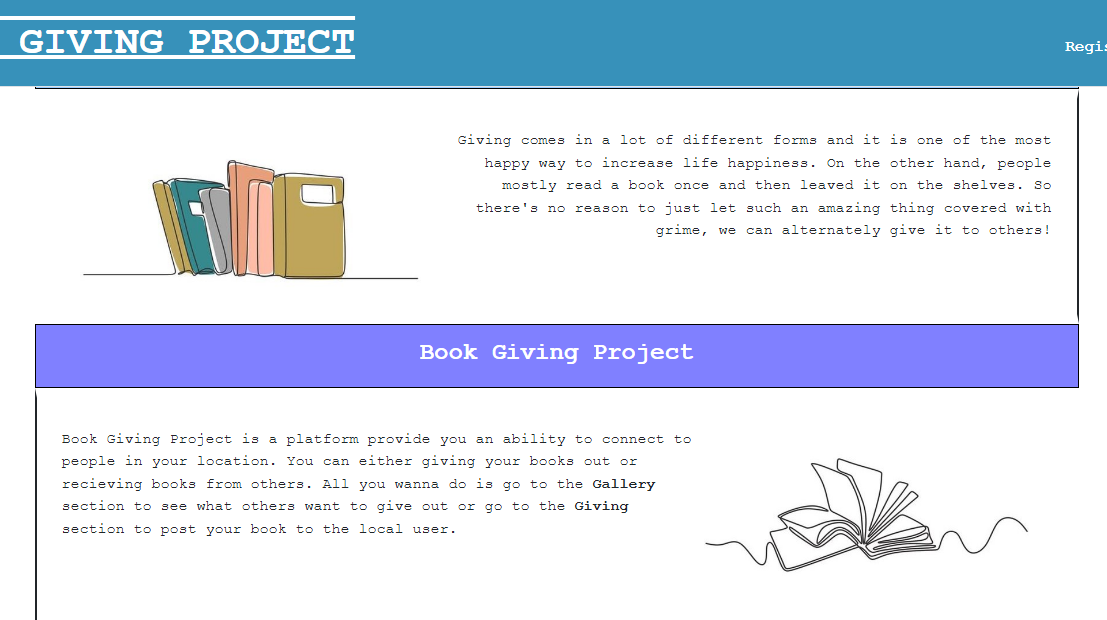 GIVING PROJECT
Regis
Giving comes in a lot of different forms and it is one of the most
happy way to increase life happiness. On the other hand, people
mostly read a book once and then leaved it on the shelves. So
there's no reason to just let such an amazing thing covered with
grime, we can alternately give it to others!
Book Giving Project
Book Giving Project is a platform provide you an ability to connect to
people in your location. You can either giving your books out or
recieving books from others. All you wanna do is go to the Gallery
section to see what others want to give out or go to the Giving
section to post your book to the local user.